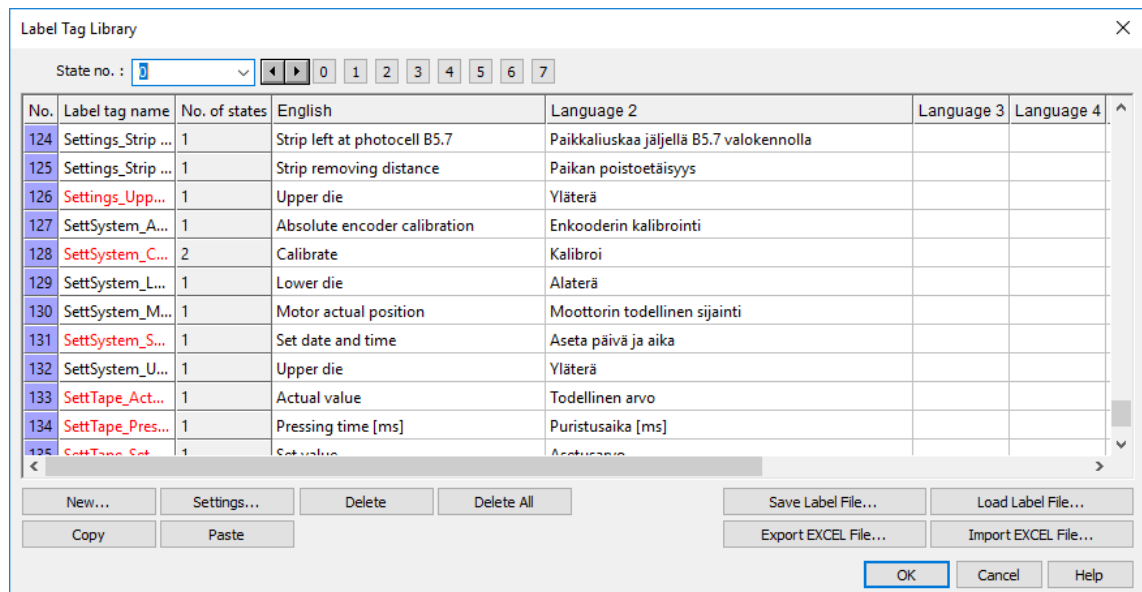 Label Tag Library
State no. : 0 0 1 2 3 4 5 6 7
No. Label tag name No. of states English Language 2 Language 3 Language 4
124 Settings_Strip ... 1 Strip left at photocell B5.7 Paikkaliuskaa jäljellä B5.7 valokennolla
125 Settings_Strip ... 1 Strip removing distance Paikan poistoetäisyys
126 Settings_Upp... 1 Upper die Yläterä
127 SettSystem_A... 1 Absolute encoder calibration Enkooderin kalibrointi
128 SettSystem_C... 2 Calibrate Kalibroi
129 SettSystem_L... 1 Lower die Alaterä
130 SettSystem_M... 1 Motor actual position Moottorin todellinen sijainti
131 SettSystem_S... 1 Set date and time Aseta päivä ja aika
132 SettSystem_U... 1 Upper die Yläterä
133 SettTape_Act... 1 Actual value Todellinen arvo
134 SettTape_Pres... 1 Pressing time [ms] Puristusaika [ms]
135 SettTape_Set... 1 Set value Asetusarvo
New... Settings... Delete Delete All Save Label File... Load Label File...
Copy Paste Export EXCEL File... Import EXCEL File...
OK Cancel Help